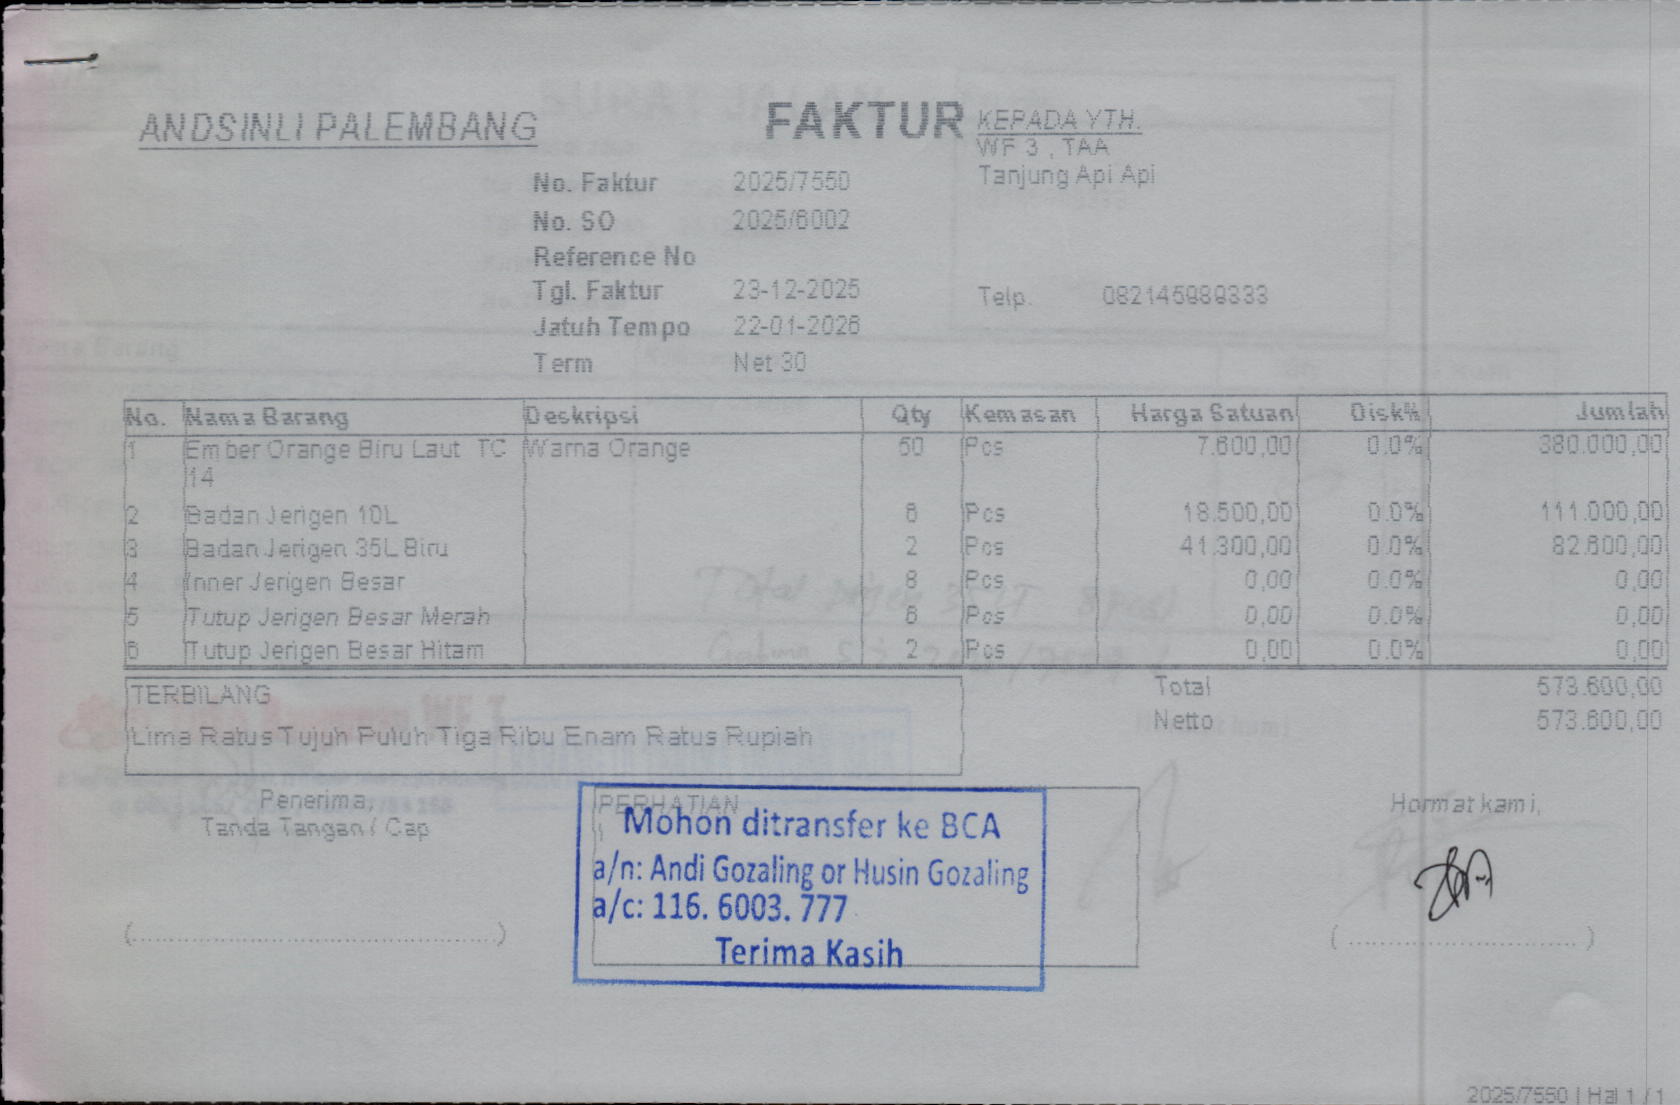 ANDSINLI PALEMBANG
FAKTUR
KEPADA YTH.
WF 3 , TAA
Tanjung Api Api
No. Faktur 2025/7550
No. SO 2025/6002
Reference No
Tgl. Faktur 23-12-2025
Telp.
Jatuh Tempo 22-01-2026
Term Net 30
No. Nama Barang Deskripsi Qty Kemasan Harga Satuan Disk% Jumlah
1 Ember Orange Biru Laut TC Warna Orange 50 Pcs 7.600,00 0.0% 380.000,00
14
2 Badan Jerigen 10L 6 Pcs 18.500,00 0.0% 111.000,00
3 Badan Jerigen 35L Biru 2 Pcs 41.300,00 0.0% 82.600,00
4 Inner Jerigen Besar 8 Pcs 0,00 0.0% 0,00
5 Tutup Jerigen Besar Merah 6 Pcs 0,00 0.0% 0,00
6 Tutup Jerigen Besar Hitam 2 Pcs 0,00 0.0% 0,00
TERBILANG
Lima Ratus Tujuh Puluh Tiga Ribu Enam Ratus Rupiah
Total 573.600,00
Netto 573.600,00
Penerima,
Tanda Tangan / Cap
PERHATIAN
Mohon ditransfer ke BCA
a/n: Andi Gozaling or Husin Gozaling
a/c: 116. 6003. 777
Terima Kasih
Hormat kami,
2025/7550 | Hal 1 / 1